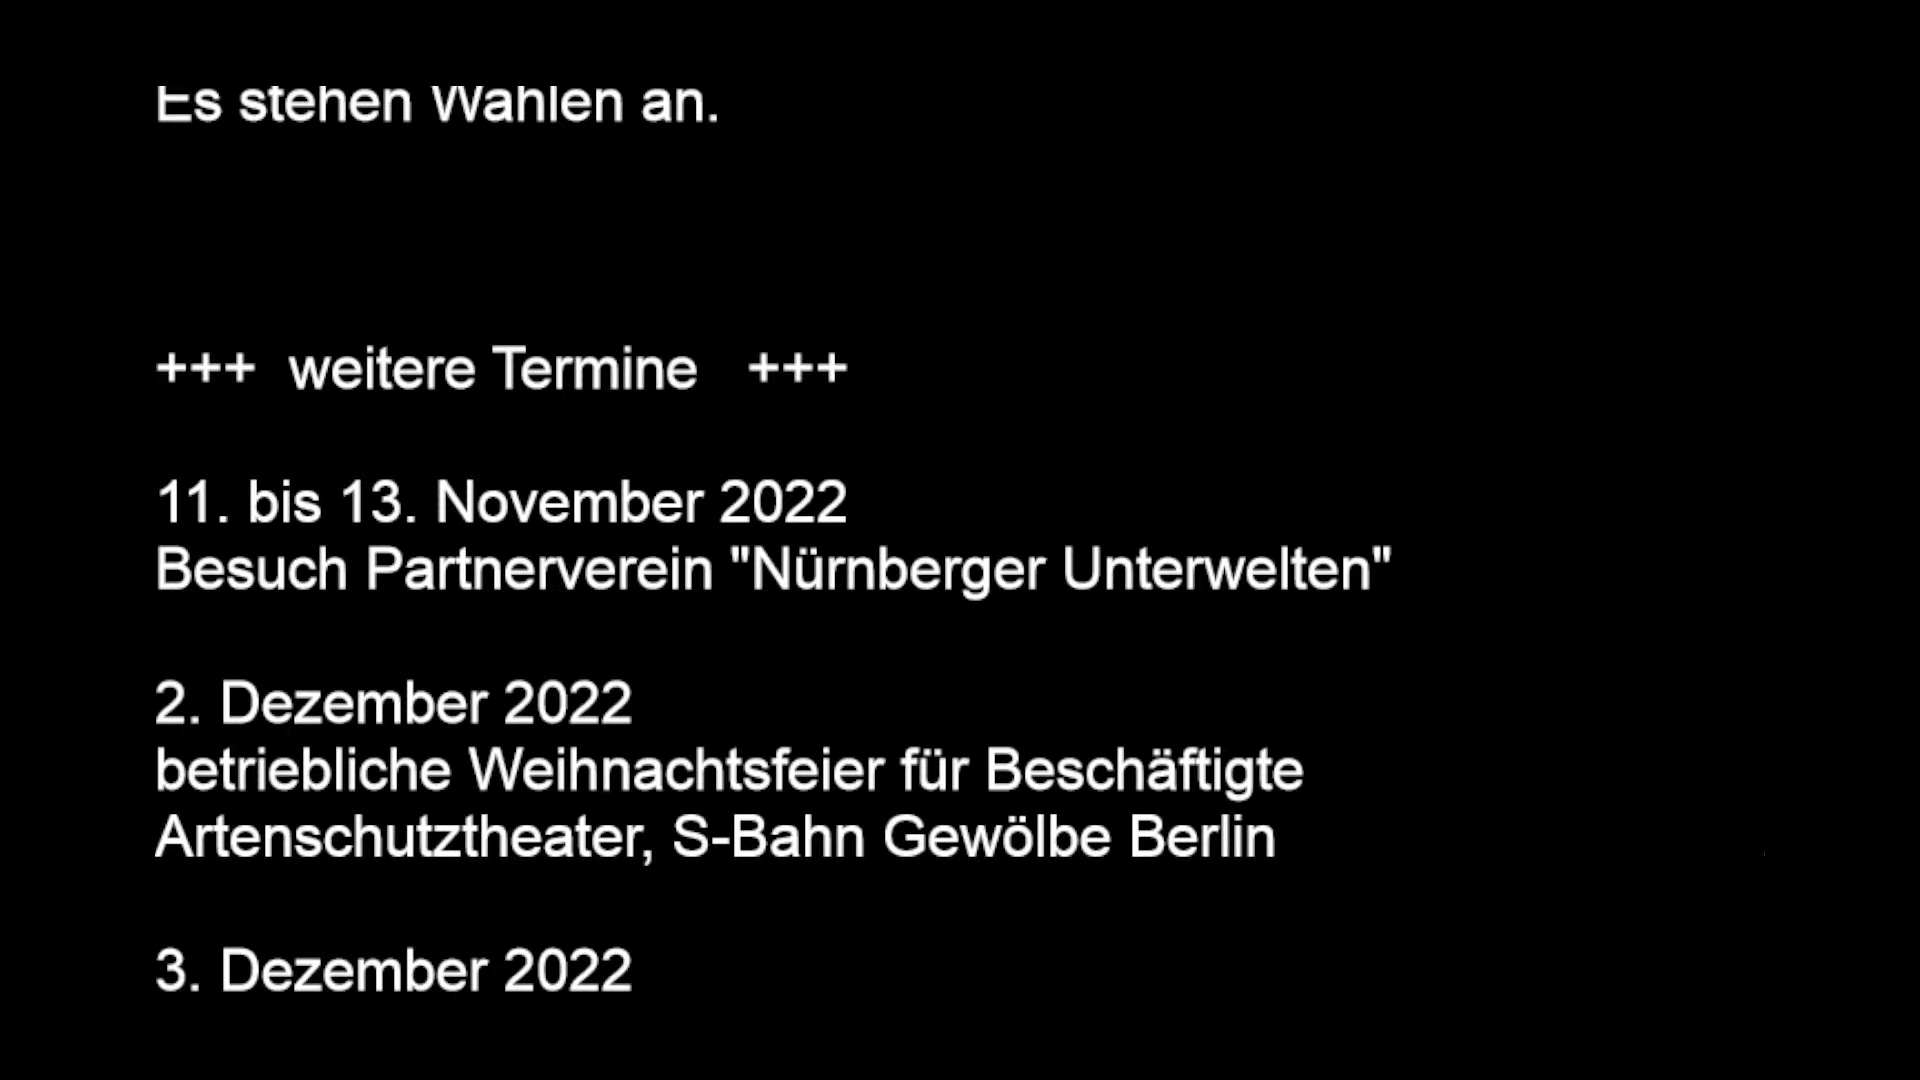 Es stehen Wahlen an.
+++ weitere Termine +++
11. bis 13. November 2022
Besuch Partnerverein "Nürnberger Unterwelten"
2. Dezember 2022
betriebliche Weihnachtsfeier für Beschäftigte
Artenschutztheater, S-Bahn Gewölbe Berlin
3. Dezember 2022